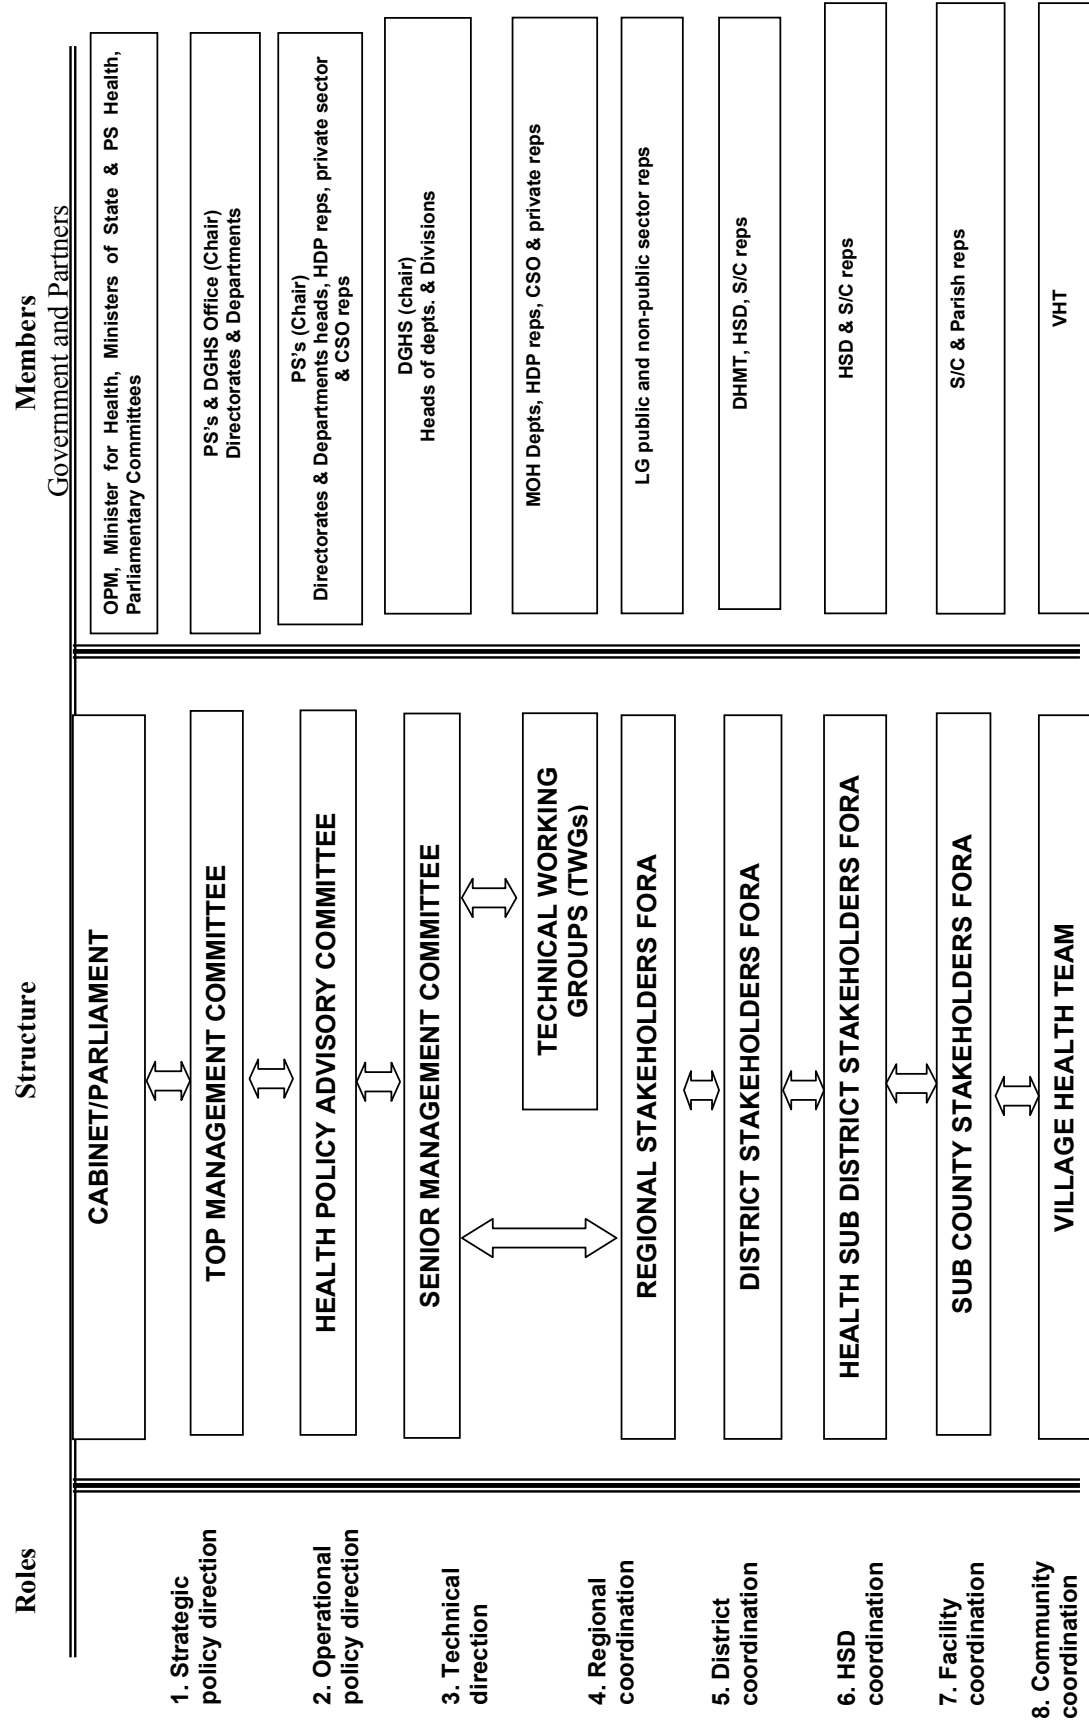 Roles
Structure
Members
Government and Partners
1. Strategic
policy direction
2. Operational
policy direction
3. Technical
direction
4. Regional
coordination
5. District
coordination
6. HSD
coordination
7. Facility
coordination
8. Community
coordination
CABINET/PARLIAMENT
TOP MANAGEMENT COMMITTEE
HEALTH POLICY ADVISORY COMMITTEE
SENIOR MANAGEMENT COMMITTEE
TECHNICAL WORKING
GROUPS (TWGs)
REGIONAL STAKEHOLDERS FORA
DISTRICT STAKEHOLDERS FORA
HEALTH SUB DISTRICT STAKEHOLDERS FORA
SUB COUNTY STAKEHOLDERS FORA
VILLAGE HEALTH TEAM
OPM, Minister for Health, Ministers of State & PS Health,
Parliamentary Committees
PS's & DGHS Office (Chair)
Directorates & Departments
PS's (Chair)
Directorates & Departments heads, HDP reps, private sector
& CSO reps
DGHS (chair)
Heads of depts. & Divisions
MOH Depts, HDP reps, CSO & private reps
LG public and non-public sector reps
DHMT, HSD, S/C reps
HSD & S/C reps
S/C & Parish reps
VHT